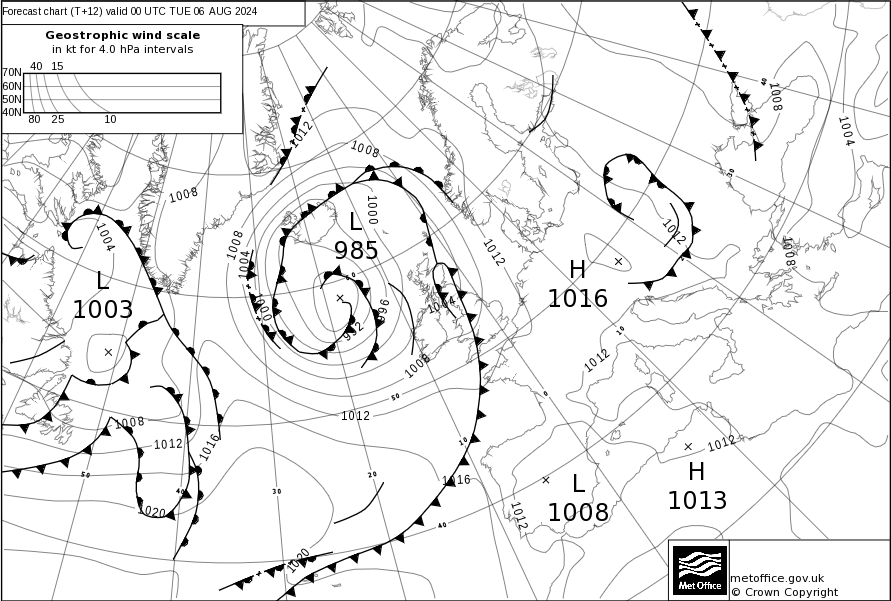 Forecast chart (T+12) valid 00 UTC TUE 06 AUG 2024
Geostrophic wind scale
in kt for 4.0 hPa intervals
40 15
70N
60N
50N
40N
80 25 10
1012
1008
1008
1000
1008
1004
1004
1000
L
985
996
992
1012
1004
1008
1004
1008
1012
1008
H
1016
L
1003
1012
1008
1012
1016
1020
1012
1016
1012
L
1008
H
1013
1012
1020
50
40
30
20
10
40
50
60
0
10
40
30
Met Office
metoffice.gov.uk
© Crown Copyright